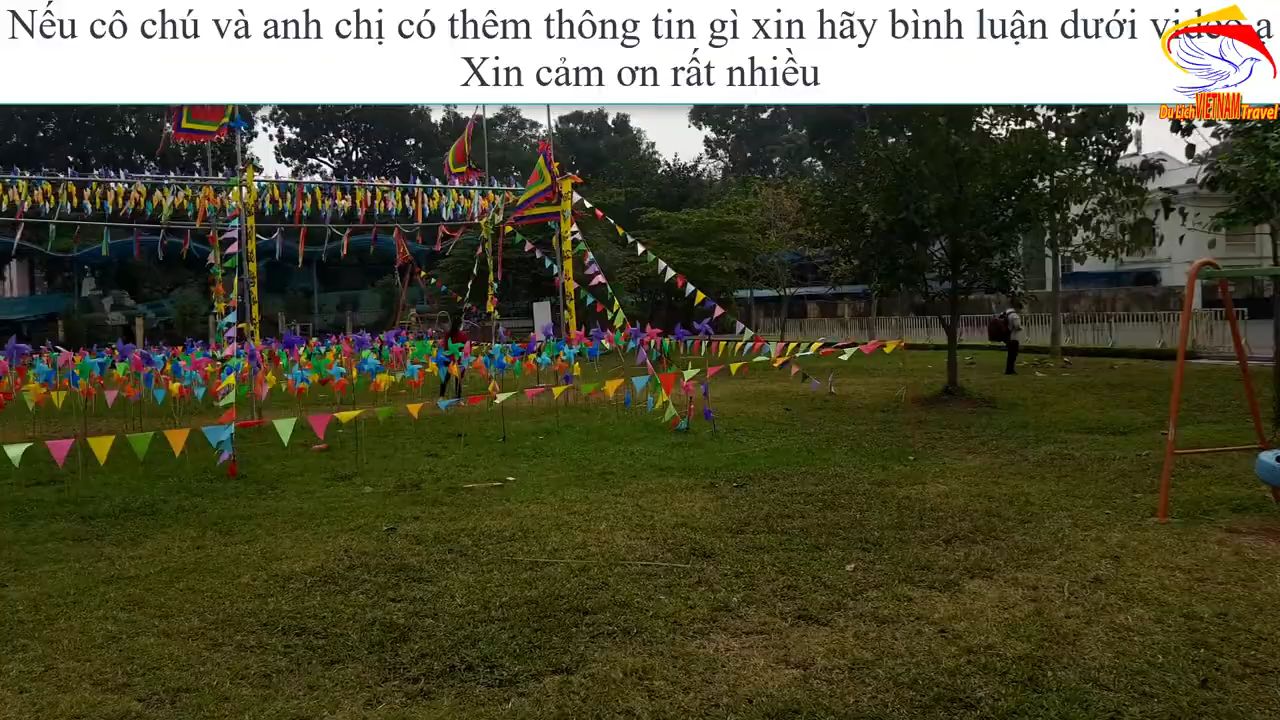 Nếu cô chú và anh chị có thêm thông tin gì xin hãy bình luận dưới video ạ
Xin cảm ơn rất nhiều
Du Lịch VIETNAM Travel